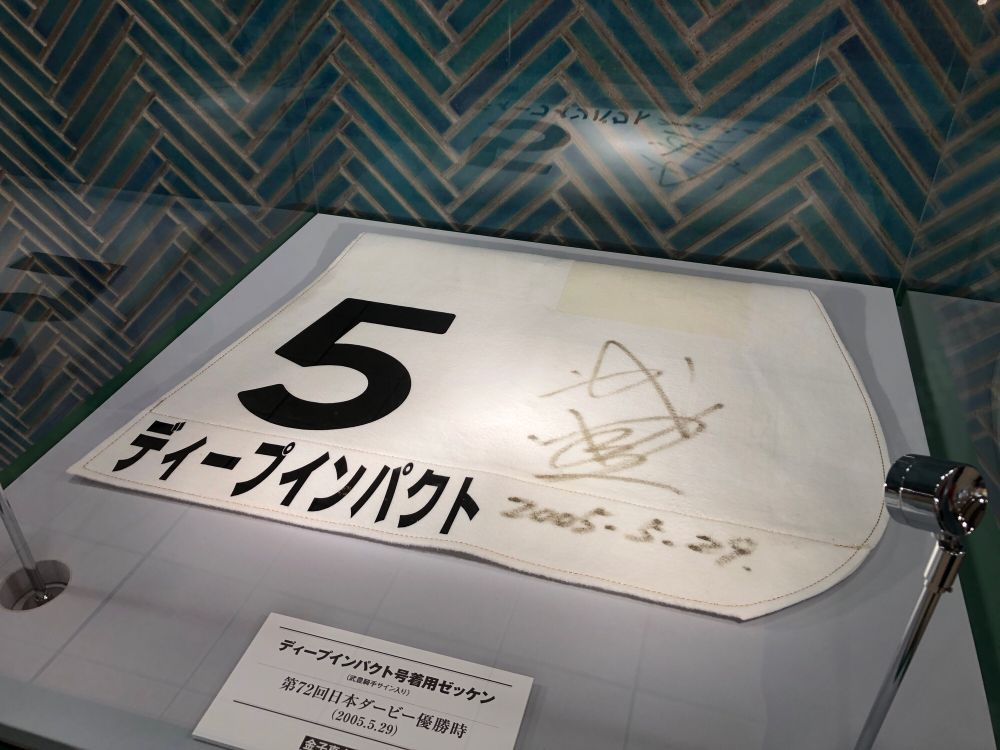 5
ディープインパクト
2005.5.29.
ディープインパクト号着用ゼッケン
(武豊騎手サイン入り)
第72回日本ダービー優勝時
(2005.5.29)